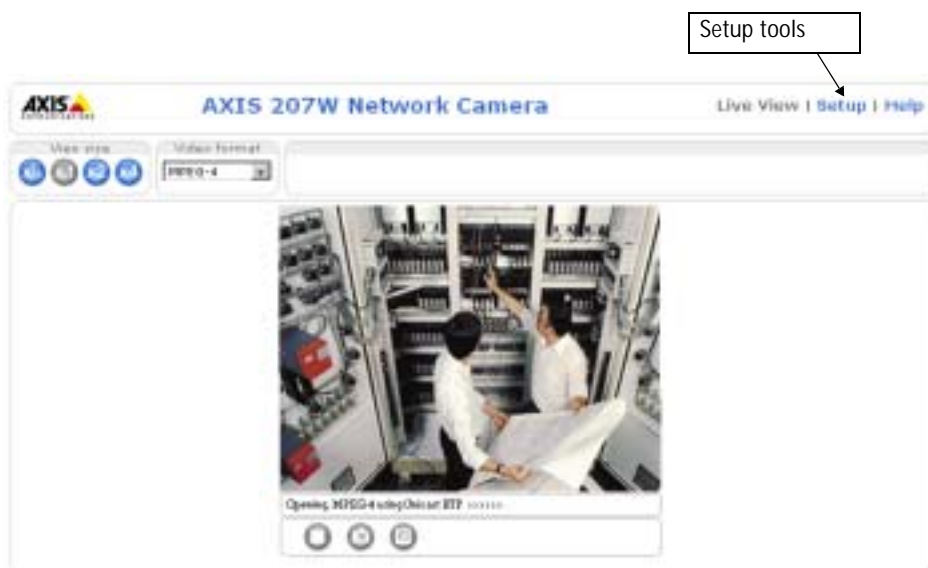 Setup tools
AXIS
COMMUNICATIONS
AXIS 207W Network Camera
Live View | Setup | Help
View size
Video format
MPEG-4
Opening MPEG-4 using Unicast RTP